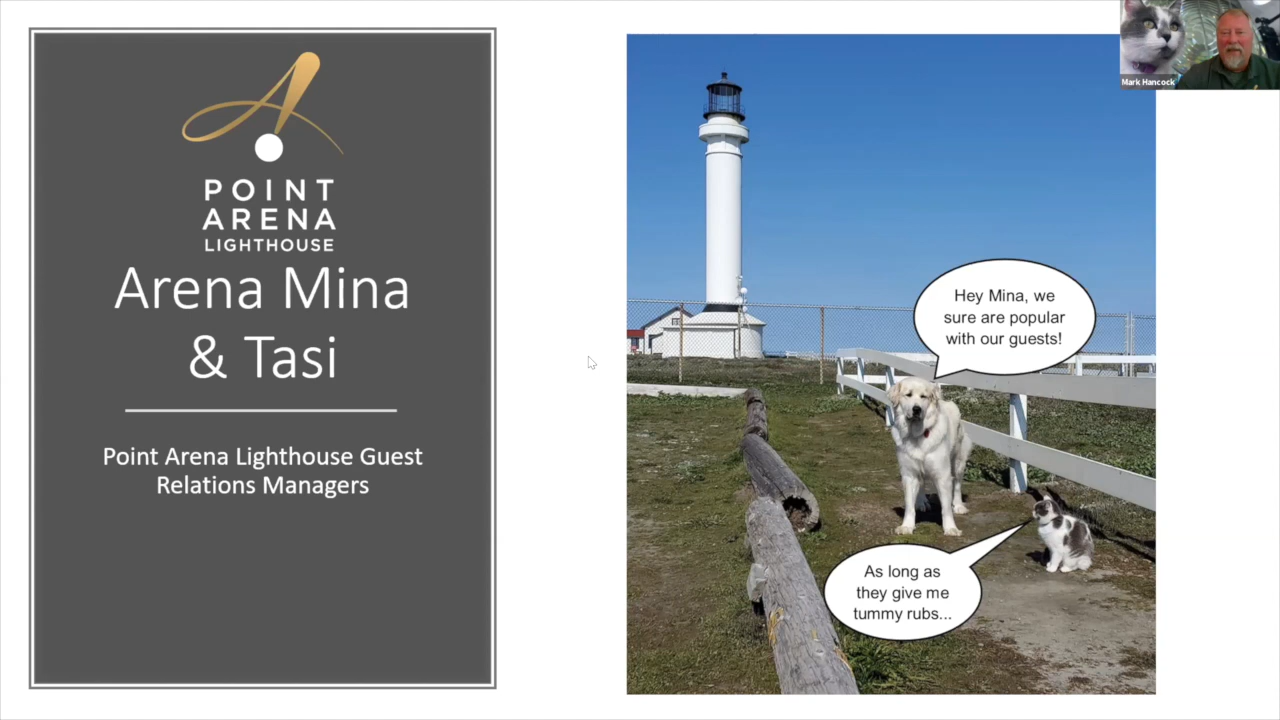 POINT
ARENA
LIGHTHOUSE
Arena Mina
& Tasi
Point Arena Lighthouse Guest
Relations Managers
Hey Mina, we
sure are popular
with our guests!
As long as
they give me
tummy rubs...
Mark Hancock